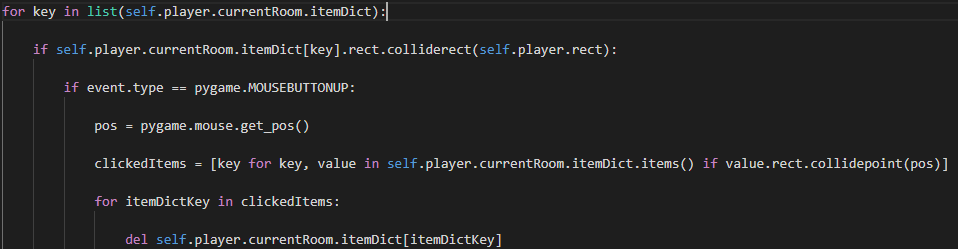 for key in list(self.player.currentRoom.itemDict):
if self.player.currentRoom.itemDict[key].rect.colliderect(self.player.rect):
if event.type == pygame.MOUSEBUTTONUP:
pos = pygame.mouse.get_pos()
clickedItems = [key for key, value in self.player.currentRoom.itemDict.items() if value.rect.collidepoint(pos)]
for itemDictKey in clickedItems:
del self.player.currentRoom.itemDict[itemDictKey]